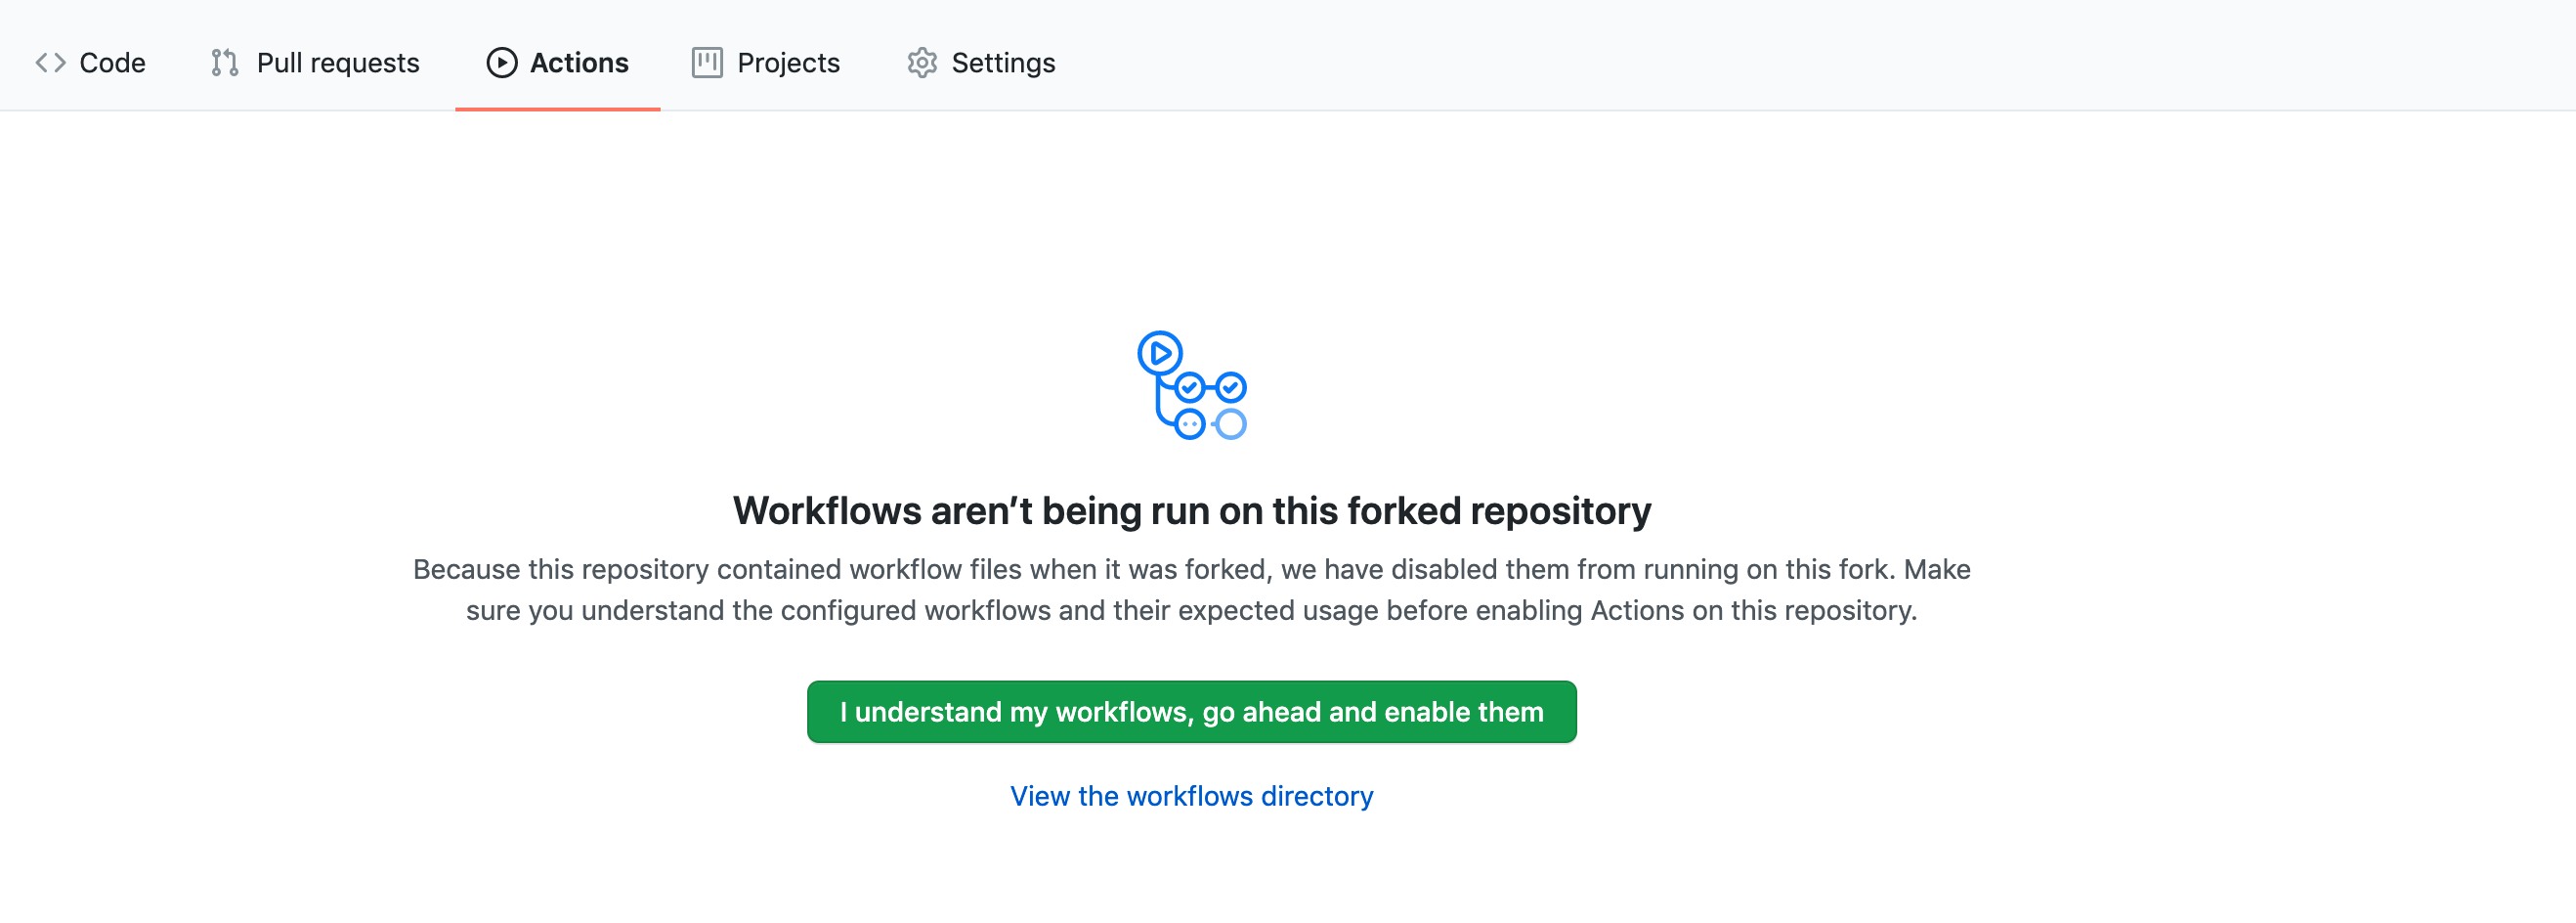 Code Pull requests Actions Projects Settings
Workflows aren’t being run on this forked repository
Because this repository contained workflow files when it was forked, we have disabled them from running on this fork. Make
sure you understand the configured workflows and their expected usage before enabling Actions on this repository.
I understand my workflows, go ahead and enable them
View the workflows directory